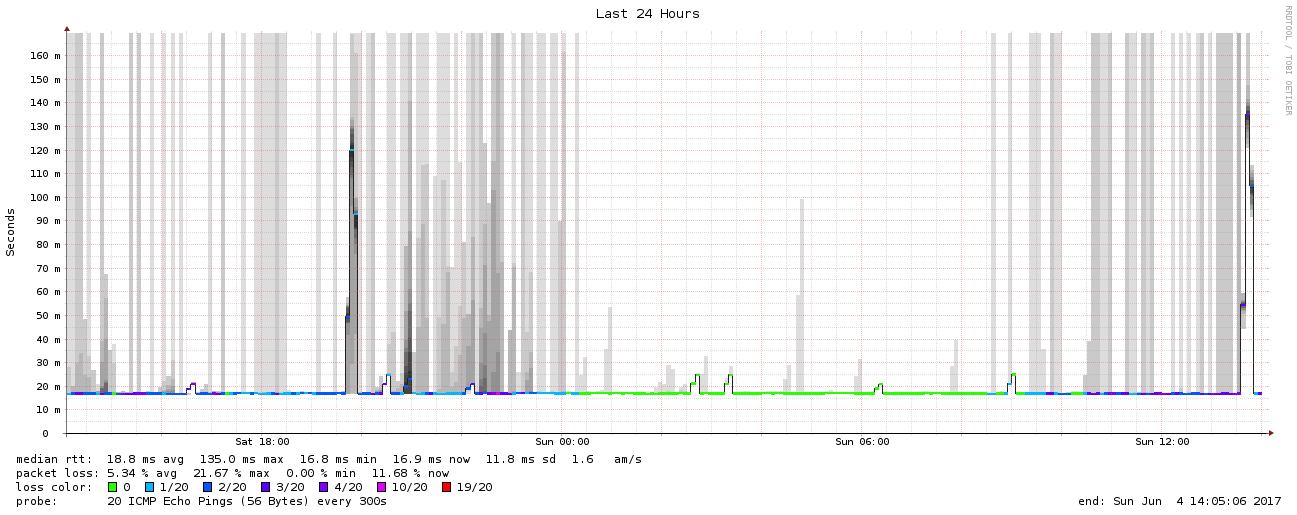 Last 24 Hours
RRDTOOL / TOBI OETIKER
Seconds
160 m
150 m
140 m
130 m
120 m
110 m
100 m
90 m
80 m
70 m
60 m
50 m
40 m
30 m
20 m
10 m
0
Sat 18:00 Sun 00:00 Sun 06:00 Sun 12:00
median rtt: 18.8 ms avg 135.0 ms max 16.8 ms min 16.9 ms now 11.8 ms sd 1.6 am/s
packet loss: 5.34 % avg 21.67 % max 0.00 % min 11.68 % now
loss color: 0 1/20 2/20 3/20 4/20 10/20 19/20
probe: 20 ICMP Echo Pings (56 Bytes) every 300s end: Sun Jun 4 14:05:06 2017